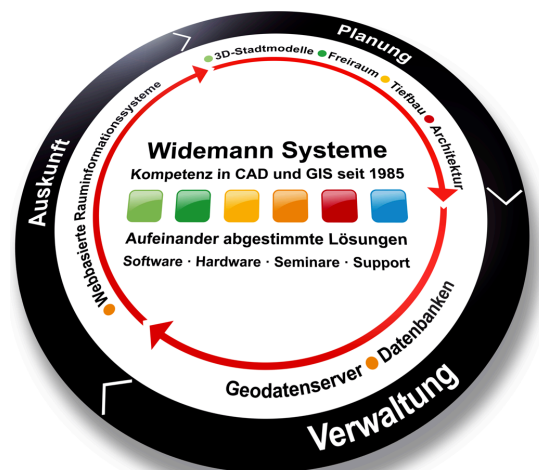 Planung
3D-Stadtmodelle
Freiraum
Tiefbau
Architektur
Auskunft
Webbasierte Rauminformationssysteme
Widemann Systeme
Kompetenz in CAD und GIS seit 1985
Aufeinander abgestimmte Lösungen
Software · Hardware · Seminare · Support
Geodatenserver
Datenbanken
Verwaltung